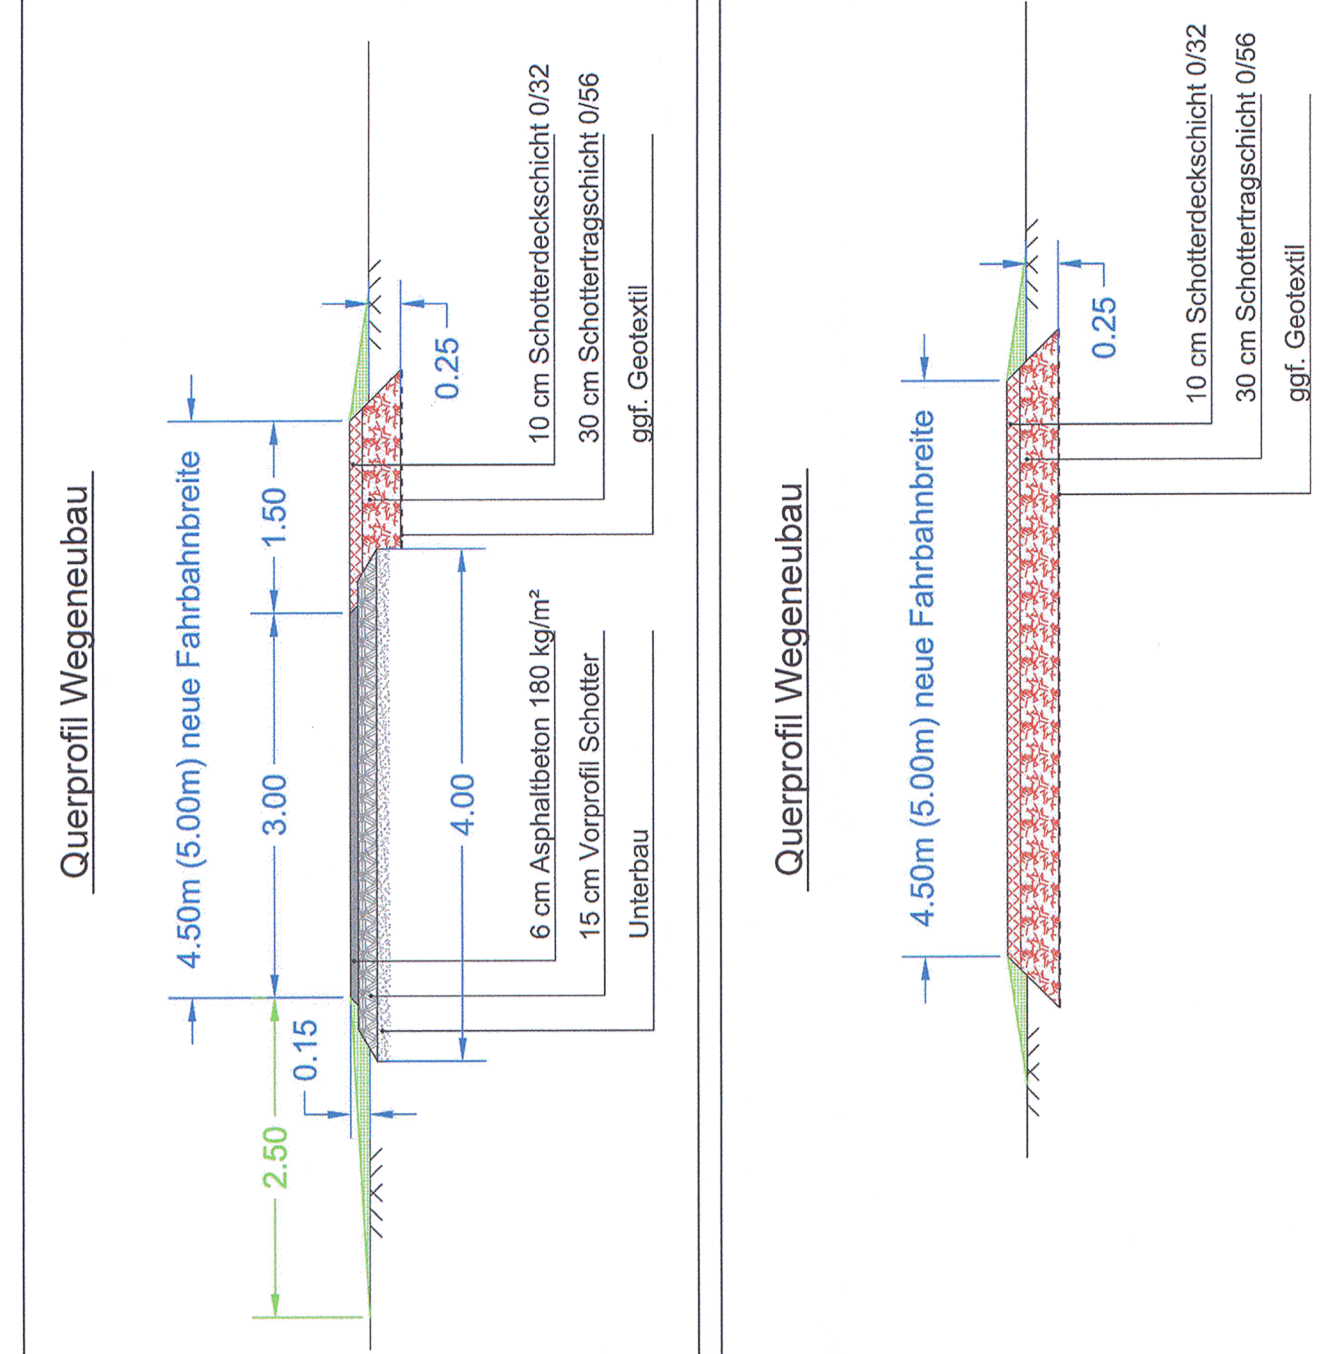 Querprofil Wegeneubau
4.50m (5.00m) neue Fahrbahnbreite
2.50
3.00
1.50
0.15
0.25
4.00
6 cm Asphaltbeton 180 kg/m²
15 cm Vorprofil Schotter
Unterbau
10 cm Schotterdeckschicht 0/32
30 cm Schottertragschicht 0/56
ggf. Geotextil
Querprofil Wegeneubau
4.50m (5.00m) neue Fahrbahnbreite
0.25
10 cm Schotterdeckschicht 0/32
30 cm Schottertragschicht 0/56
ggf. Geotextil